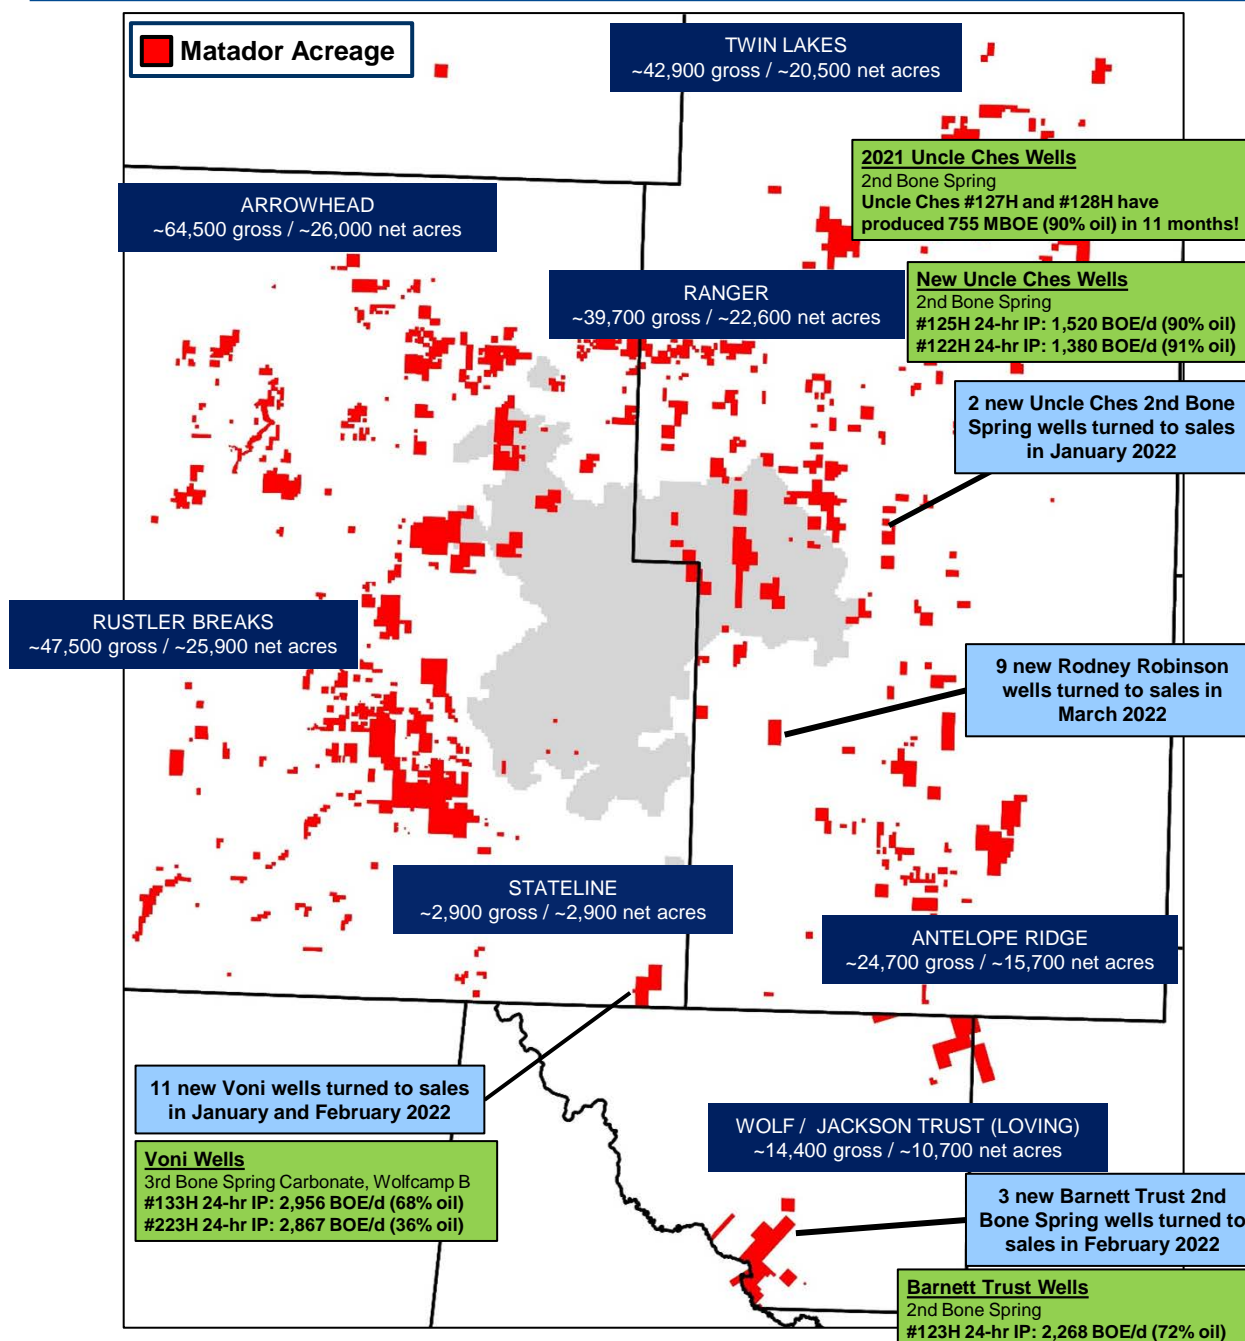 Matador Acreage
TWIN LAKES
~42,900 gross / ~20,500 net acres
2021 Uncle Ches Wells
2nd Bone Spring
Uncle Ches #127H and #128H have
produced 755 MBOE (90% oil) in 11 months!
ARROWHEAD
~64,500 gross / ~26,000 net acres
RANGER
~39,700 gross / ~22,600 net acres
New Uncle Ches Wells
2nd Bone Spring
#125H 24-hr IP: 1,520 BOE/d (90% oil)
#122H 24-hr IP: 1,380 BOE/d (91% oil)
2 new Uncle Ches 2nd Bone
Spring wells turned to sales
in January 2022
RUSTLER BREAKS
~47,500 gross / ~25,900 net acres
9 new Rodney Robinson
wells turned to sales in
March 2022
STATELINE
~2,900 gross / ~2,900 net acres
ANTELOPE RIDGE
~24,700 gross / ~15,700 net acres
11 new Voni wells turned to sales
in January and February 2022
Voni Wells
3rd Bone Spring Carbonate, Wolfcamp B
#133H 24-hr IP: 2,956 BOE/d (68% oil)
#223H 24-hr IP: 2,867 BOE/d (36% oil)
WOLF / JACKSON TRUST (LOVING)
~14,400 gross / ~10,700 net acres
3 new Barnett Trust 2nd
Bone Spring wells turned to
sales in February 2022
Barnett Trust Wells
2nd Bone Spring
#123H 24-hr IP: 2,268 BOE/d (72% oil)